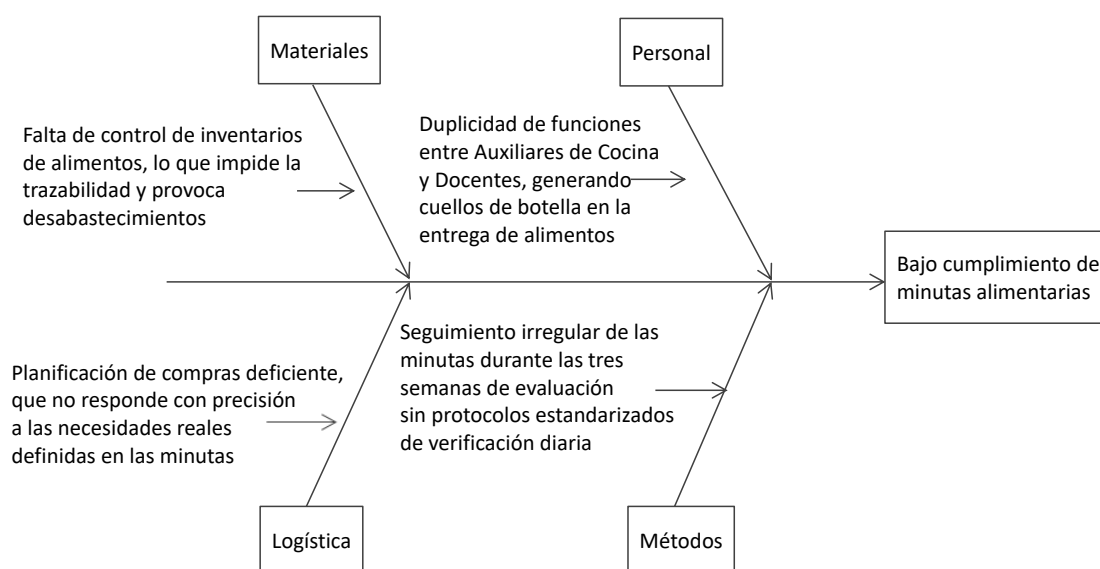 Materiales
Personal
Falta de control de inventarios
de alimentos, lo que impide la
trazabilidad y provoca
desabastecimientos
Duplicidad de funciones
entre Auxiliares de Cocina
y Docentes, generando
cuellos de botella en la
entrega de alimentos
Bajo cumplimiento de
minutas alimentarias
Planificación de compras deficiente,
que no responde con precisión
a las necesidades reales
definidas en las minutas
Seguimiento irregular de las
minutas durante las tres
semanas de evaluación
sin protocolos estandarizados
de verificación diaria
Logística
Métodos